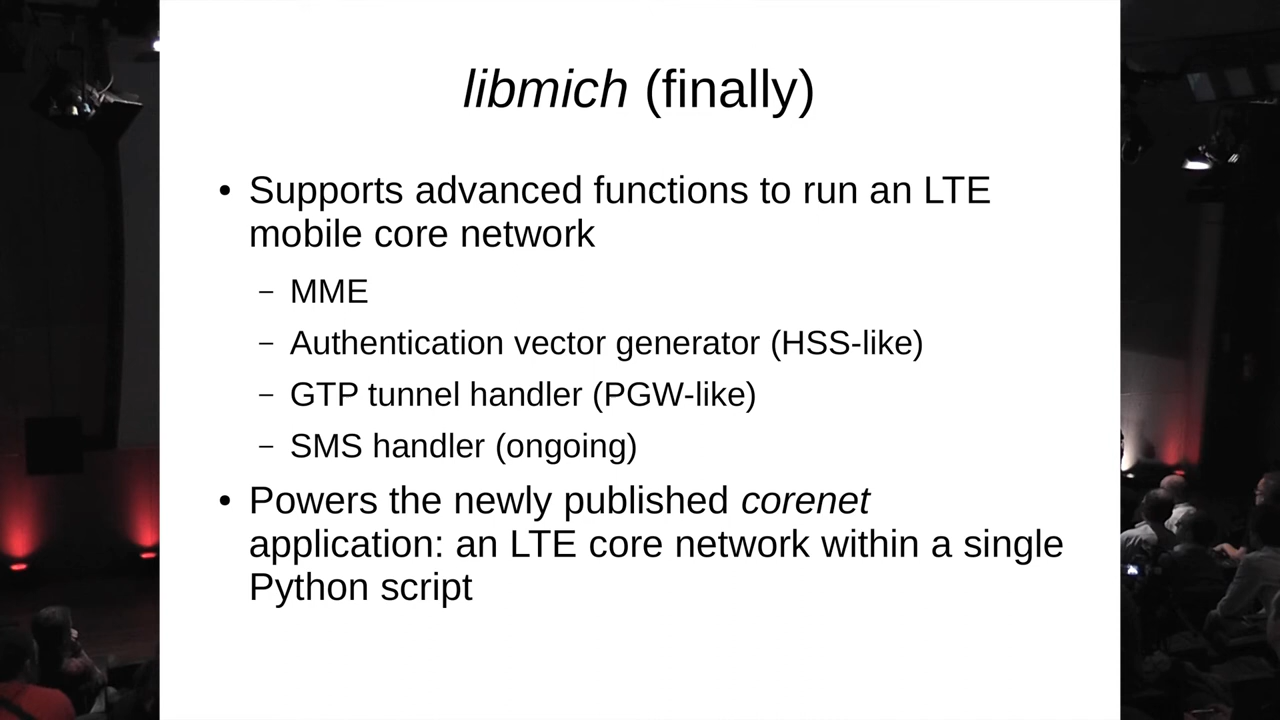 libmich (finally)
• Supports advanced functions to run an LTE
mobile core network
– MME
– Authentication vector generator (HSS-like)
– GTP tunnel handler (PGW-like)
– SMS handler (ongoing)
• Powers the newly published corenet
application: an LTE core network within a single
Python script